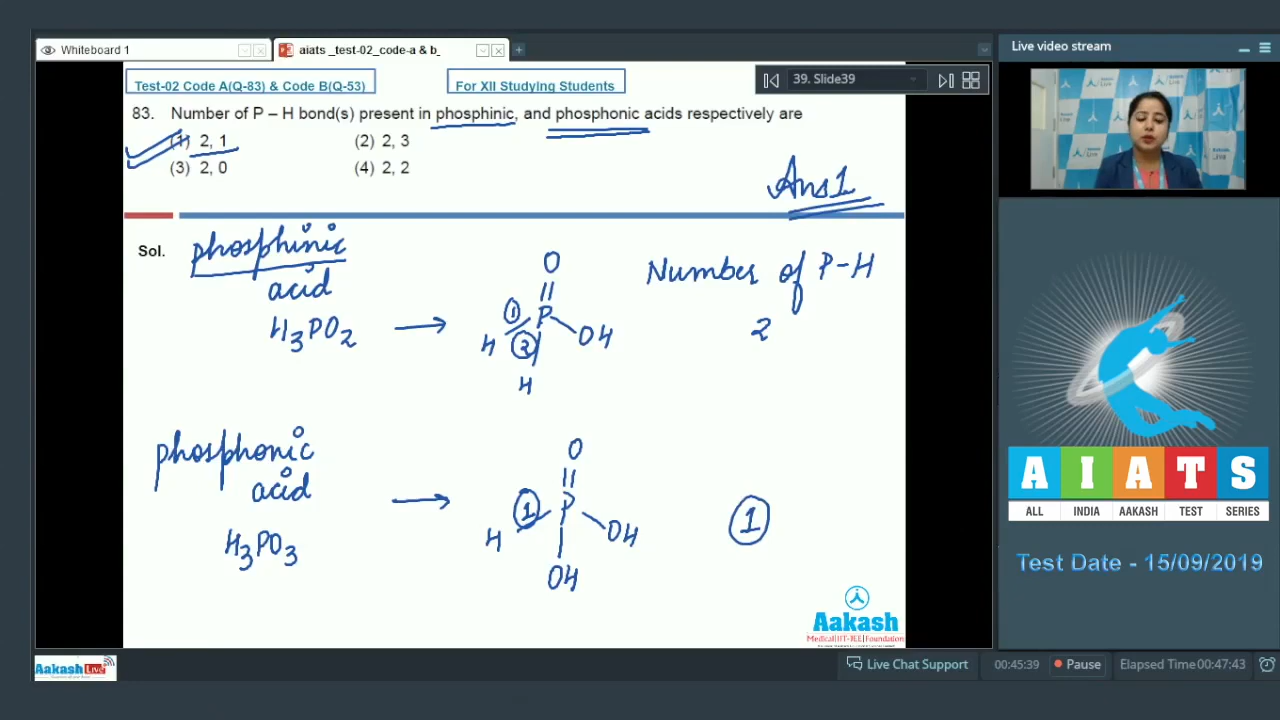 Whiteboard 1
aiats _test-02_code-a & b_
Live video stream
Test-02 Code A(Q-83) & Code B(Q-53)
For XII Studying Students
39. Slide39
83. Number of P – H bond(s) present in phosphinic, and phosphonic acids respectively are
(1) 2, 1 (2) 2, 3
(3) 2, 0 (4) 2, 2
Ans 1
Sol. phosphinic
acid
H3PO2 →
O
P
① ②
H OH
H
Number of P-H
2
phosphonic
acid
H3PO3
→
O
① P
H OH
OH
①
A I A T S
ALL INDIA AAKASH TEST SERIES
Test Date - 15/09/2019
Aakash
Medical|IIT-JEE|Foundation
Aakash Live
Live Chat Support
00:45:39
Pause
Elapsed Time 00:47:43